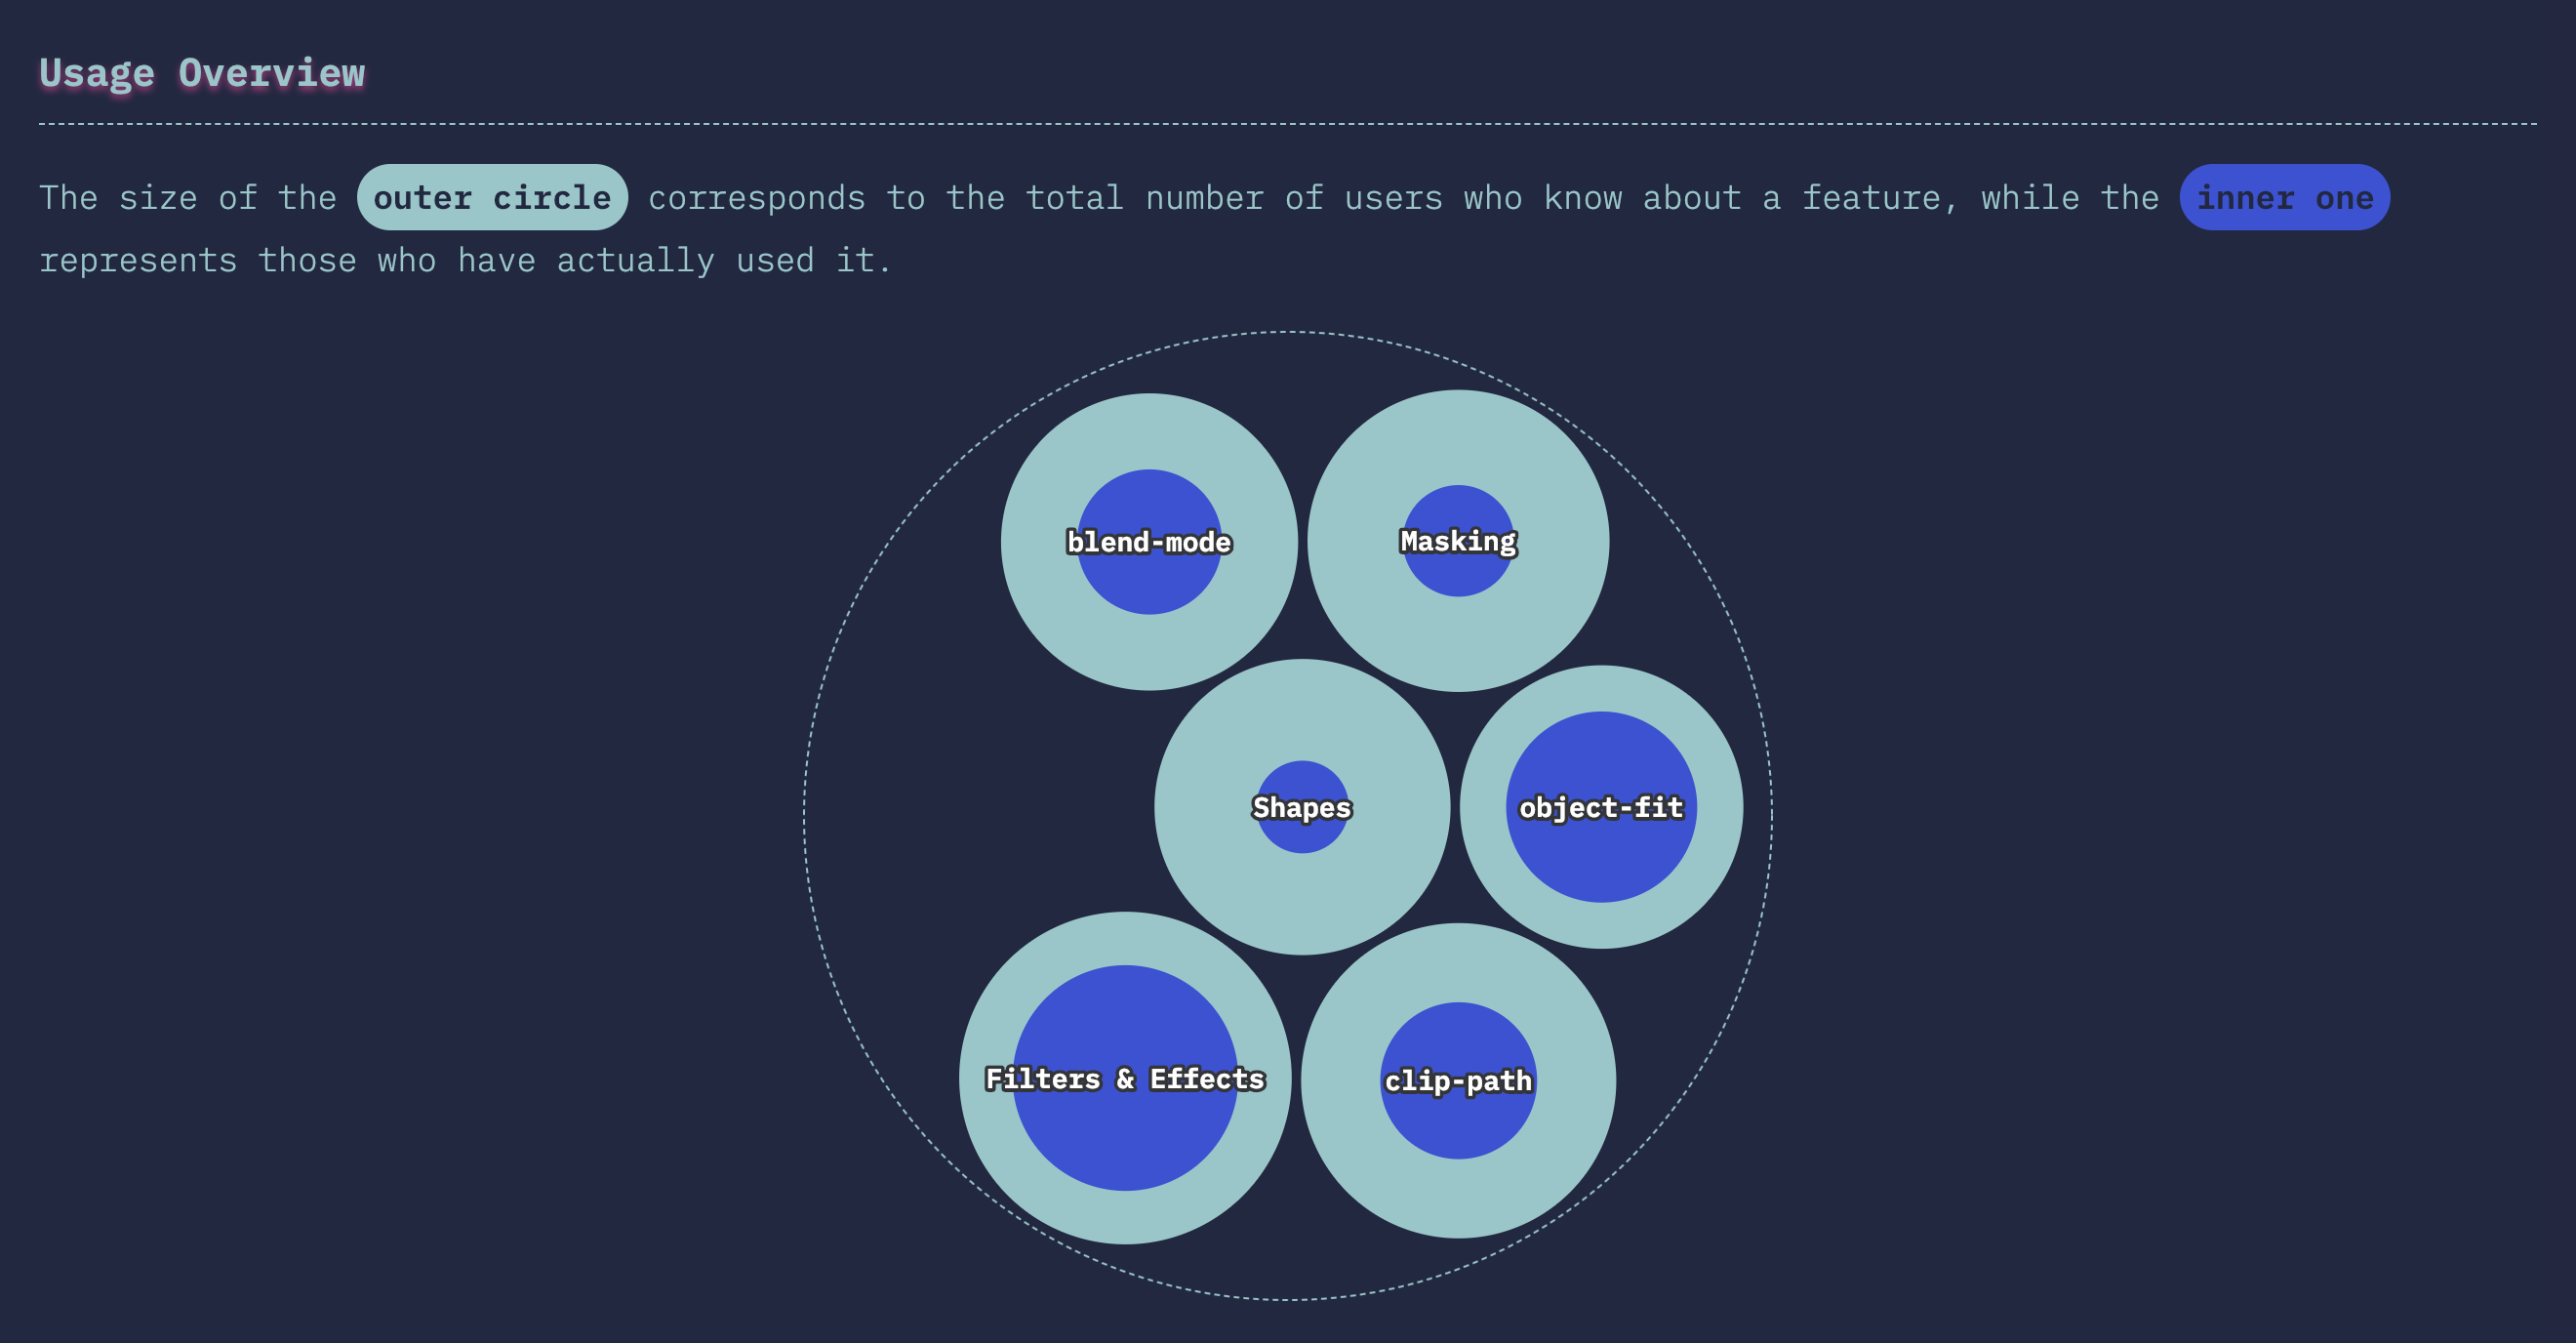 Usage Overview
The size of the outer circle corresponds to the total number of users who know about a feature, while the inner one
represents those who have actually used it.
blend-mode
Masking
Shapes
object-fit
Filters & Effects
clip-path